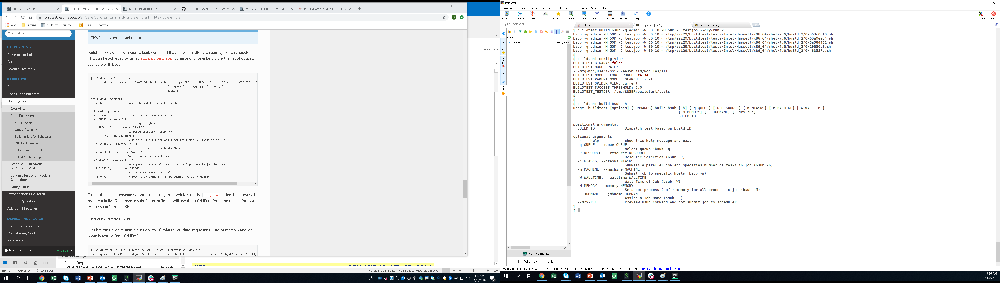 buildtest | Read the Docs
Build Examples — buildtest 2019.
Builds | Read the Docs
HPC-buildtest/buildtest-framew
Module Properties — Lmod 8.2.
Inbox (8,366) - shahzebmsiddiqu
buildtest.readthedocs.io/en/devel/build_subcommand/build_examples.html#lsf-job-example
Apps
Internal
buildtest — buildte...
SIDDIQUI Shahzeb -...
Search docs
BACKGROUND
Summary of buildtest
Concepts
Feature Overview
REFERENCE
Setup
Configuring buildtest
Building Test
Overview
Build Examples
MPI Example
OpenACC Example
Building Test for Scheduler
LSF Job Example
Submitting Jobs to LSF
SLURM Job Example
Retrieve Build Status
(buildtest build report)
Building Test with Module
Collections
Sanity Check
Introspection Operation
Module Operation
Additional Features
DEVELOPMENT GUIDE
Command Reference
Contributing Guide
References
Read the Docs
v: devel
This is an experimental feature
buildtest provides a wrapper to bsub command that allows buildtest to submit jobs to scheduler.
This can be achieved by using buildtest build bsub command. Shown below are the list of options
available with bsub.
$ buildtest build bsub -h
usage: buildtest [options] [COMMANDS] build bsub [-h] [-q QUEUE] [-R RESOURCE] [-n NTASKS] [-m MACHINE] [-W
[-M MEMORY] [-J JOBNAME] [--dry-run]
BUILD ID
positional arguments:
BUILD ID Dispatch test based on build ID
optional arguments:
-h, --help show this help message and exit
-q QUEUE, --queue QUEUE
select queue (bsub -q)
-R RESOURCE, --resource RESOURCE
Resource Selection (bsub -R)
-n NTASKS, --ntasks NTASKS
Submits a parallel job and specifies number of tasks in job (bsub -n)
-m MACHINE, --machine MACHINE
Submit job to specific hosts (bsub -m)
-W WALLTIME, --walltime WALLTIME
Wall Time of Job (bsub -W)
-M MEMORY, --memory MEMORY
Sets per-process (soft) memory for all process in job (bsub -M)
-J JOBNAME, --jobname JOBNAME
Assign a Job Name (bsub -J)
--dry-run Preview bsub command and not submit job to scheduler
To see the bsub command without submitting to scheduler use the --dry-run option. buildtest will
require a build ID in order to submit job. buildtest will use the build ID to fetch the test script that
will be submitted to LSF.
Here are a few examples.
1. Submitting a job to admin queue with 10 minute walltime, requesting 50M of memory and job
name is testjob for build ID=0:
$ buildtest build bsub -q admin -W 00:10 -M 50M -J testjob 0 --dry-run
bsub -q admin -M 50M -J testjob -W 00:10 < /tmp/ssi29/buildtest/tests/Intel/Haswell/x86_64/rhel/7.6/build_0
Thu 6:23 PM
Three Weeks Ago
People Support
Ticket assigned to you. Case VUS-1038 : svc_simindus queue access
10/18/2019
Items: 85
Unread: 28
Reminders: 5
This folder is up to date.
Connected to: Microsoft Exchange
100%
9:26 AM
11/8/2019
lsfportal1 ([ssi29])
Terminal Sessions View X server Tools Games Settings Macros Help
Session Servers Tools Games Sessions View Split MultiExec Tunneling Packages Settings Help
X server Exit
Quick connect...
1. Home
2. lsfportal1 ([ssi29])
3. rdcs-sim ([root])
/root/
Name
Size (KB)
Sessions
Tools
Macros
Scp
$ buildtest build bsub -q admin -W 00:10 -M 50M -J testjob --dry-run 2
bsub -q admin -M 50M -J testjob -W 00:10 < /tmp/ssi29/buildtest/tests/Intel/Haswell/x86_64/rhel/7.6/build_2/0xb63c0df0.sh
bsub -q admin -M 50M -J testjob -W 00:10 < /tmp/ssi29/buildtest/tests/Intel/Haswell/x86_64/rhel/7.6/build_2/0x60a9eec4.sh
bsub -q admin -M 50M -J testjob -W 00:10 < /tmp/ssi29/buildtest/tests/Intel/Haswell/x86_64/rhel/7.6/build_2/0x3a584481.sh
bsub -q admin -M 50M -J testjob -W 00:10 < /tmp/ssi29/buildtest/tests/Intel/Haswell/x86_64/rhel/7.6/build_2/0x19650af.sh
bsub -q admin -M 50M -J testjob -W 00:10 < /tmp/ssi29/buildtest/tests/Intel/Haswell/x86_64/rhel/7.6/build_2/0x463537a.sh
$
$ buildtest config view
BUILDTEST_BINARY: false
BUILDTEST_MODULEPATH:
- /mxg-hpc/users/ssi29/easybuild/modules/all
BUILDTEST_MODULE_FORCE_PURGE: false
BUILDTEST_PARENT_MODULE_SEARCH: first
BUILDTEST_SPIDER_VIEW: current
BUILDTEST_SUCCESS_THRESHOLD: 1.0
BUILDTEST_TESTDIR: /tmp/$USER/buildtest/tests
$
$
$ buildtest build bsub -h
usage: buildtest [options] [COMMANDS] build bsub [-h] [-q QUEUE] [-R RESOURCE] [-n NTASKS] [-m MACHINE] [-W WALLTIME]
[-M MEMORY] [-J JOBNAME] [--dry-run]
BUILD ID
positional arguments:
BUILD ID Dispatch test based on build ID
optional arguments:
-h, --help show this help message and exit
-q QUEUE, --queue QUEUE
select queue (bsub -q)
-R RESOURCE, --resource RESOURCE
Resource Selection (bsub -R)
-n NTASKS, --ntasks NTASKS
Submits a parallel job and specifies number of tasks in job (bsub -n)
-m MACHINE, --machine MACHINE
Submit job to specific hosts (bsub -m)
-W WALLTIME, --walltime WALLTIME
Wall Time of Job (bsub -W)
-M MEMORY, --memory MEMORY
Sets per-process (soft) memory for all process in job (bsub -M)
-J JOBNAME, --jobname JOBNAME
Assign a Job Name (bsub -J)
--dry-run Preview bsub command and not submit job to scheduler
$
$
Remote monitoring
Follow terminal folder
UNREGISTERED VERSION - Please support MobaXterm by subscribing to the professional edition here: https://mobaxterm.mobatek.net
9:26 AM
11/8/2019